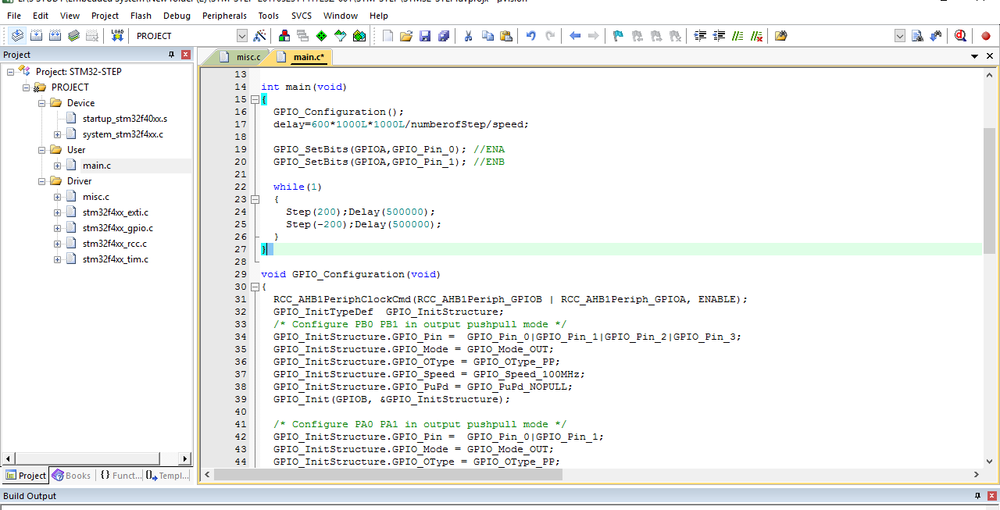 File Edit View Project Flash Debug Peripherals Tools SVCS Window Help
LOAD PROJECT
Project
misc.c main.c*
Project: STM32-STEP
PROJECT
Device
startup_stm32f40xx.s
system_stm32f4xx.c
User
main.c
Driver
misc.c
stm32f4xx_exti.c
stm32f4xx_gpio.c
stm32f4xx_rcc.c
stm32f4xx_tim.c
13
14 int main(void)
15 {
16 GPIO_Configuration();
17 delay=600*1000L*1000L/numberofStep/speed;
18
19 GPIO_SetBits(GPIOA,GPIO_Pin_0); //ENA
20 GPIO_SetBits(GPIOA,GPIO_Pin_1); //ENB
21
22 while(1)
23 {
24 Step(200);Delay(500000);
25 Step(-200);Delay(500000);
26 }
27 }
28
29 void GPIO_Configuration(void)
30 {
31 RCC_AHB1PeriphClockCmd(RCC_AHB1Periph_GPIOB | RCC_AHB1Periph_GPIOA, ENABLE);
32 GPIO_InitTypeDef GPIO_InitStructure;
33 /* Configure PB0 PB1 in output pushpull mode */
34 GPIO_InitStructure.GPIO_Pin = GPIO_Pin_0|GPIO_Pin_1|GPIO_Pin_2|GPIO_Pin_3;
35 GPIO_InitStructure.GPIO_Mode = GPIO_Mode_OUT;
36 GPIO_InitStructure.GPIO_OType = GPIO_OType_PP;
37 GPIO_InitStructure.GPIO_Speed = GPIO_Speed_100MHz;
38 GPIO_InitStructure.GPIO_PuPd = GPIO_PuPd_NOPULL;
39 GPIO_Init(GPIOB, &GPIO_InitStructure);
40
41 /* Configure PA0 PA1 in output pushpull mode */
42 GPIO_InitStructure.GPIO_Pin = GPIO_Pin_0|GPIO_Pin_1;
43 GPIO_InitStructure.GPIO_Mode = GPIO_Mode_OUT;
44 GPIO_InitStructure.GPIO_OType = GPIO_OType_PP;
Project Books {} Funct... Templ...
Build Output